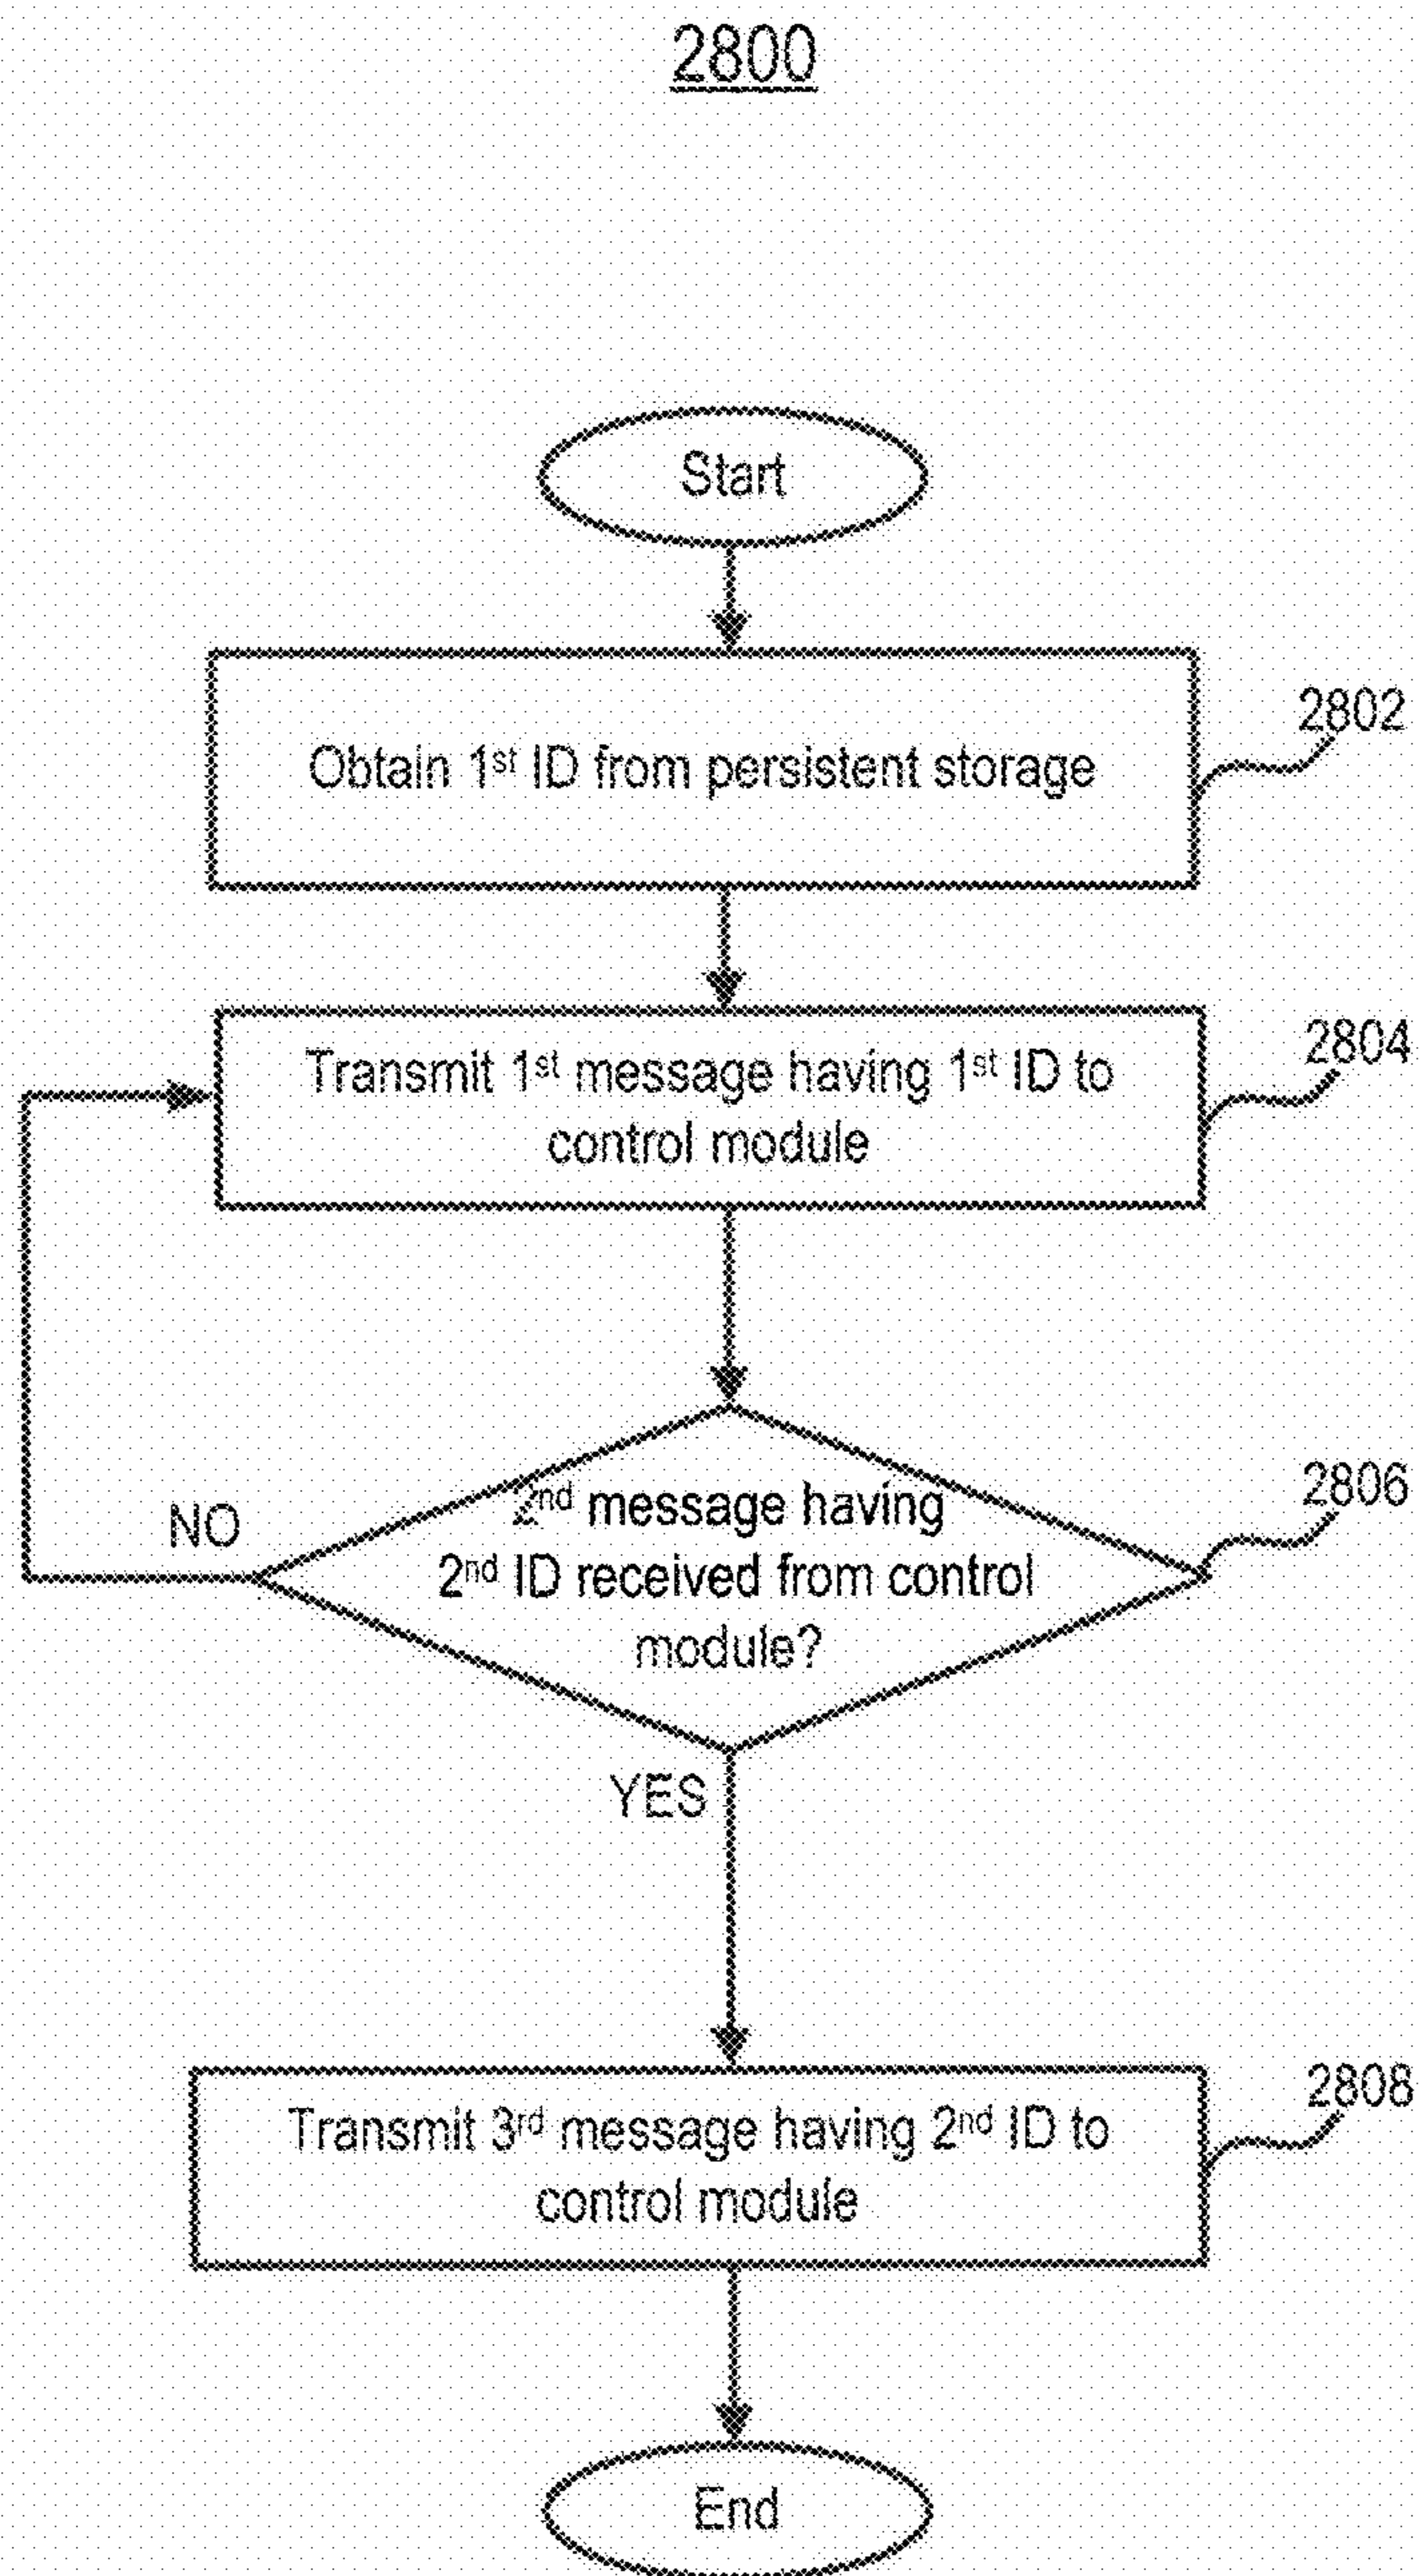 2800
Start
Obtain 1st ID from persistent storage
2802
Transmit 1st message having 1st ID to
control module
2804
2nd message having
2nd ID received from control
module?
2806
NO
YES
Transmit 3rd message having 2nd ID to
control module
2808
End